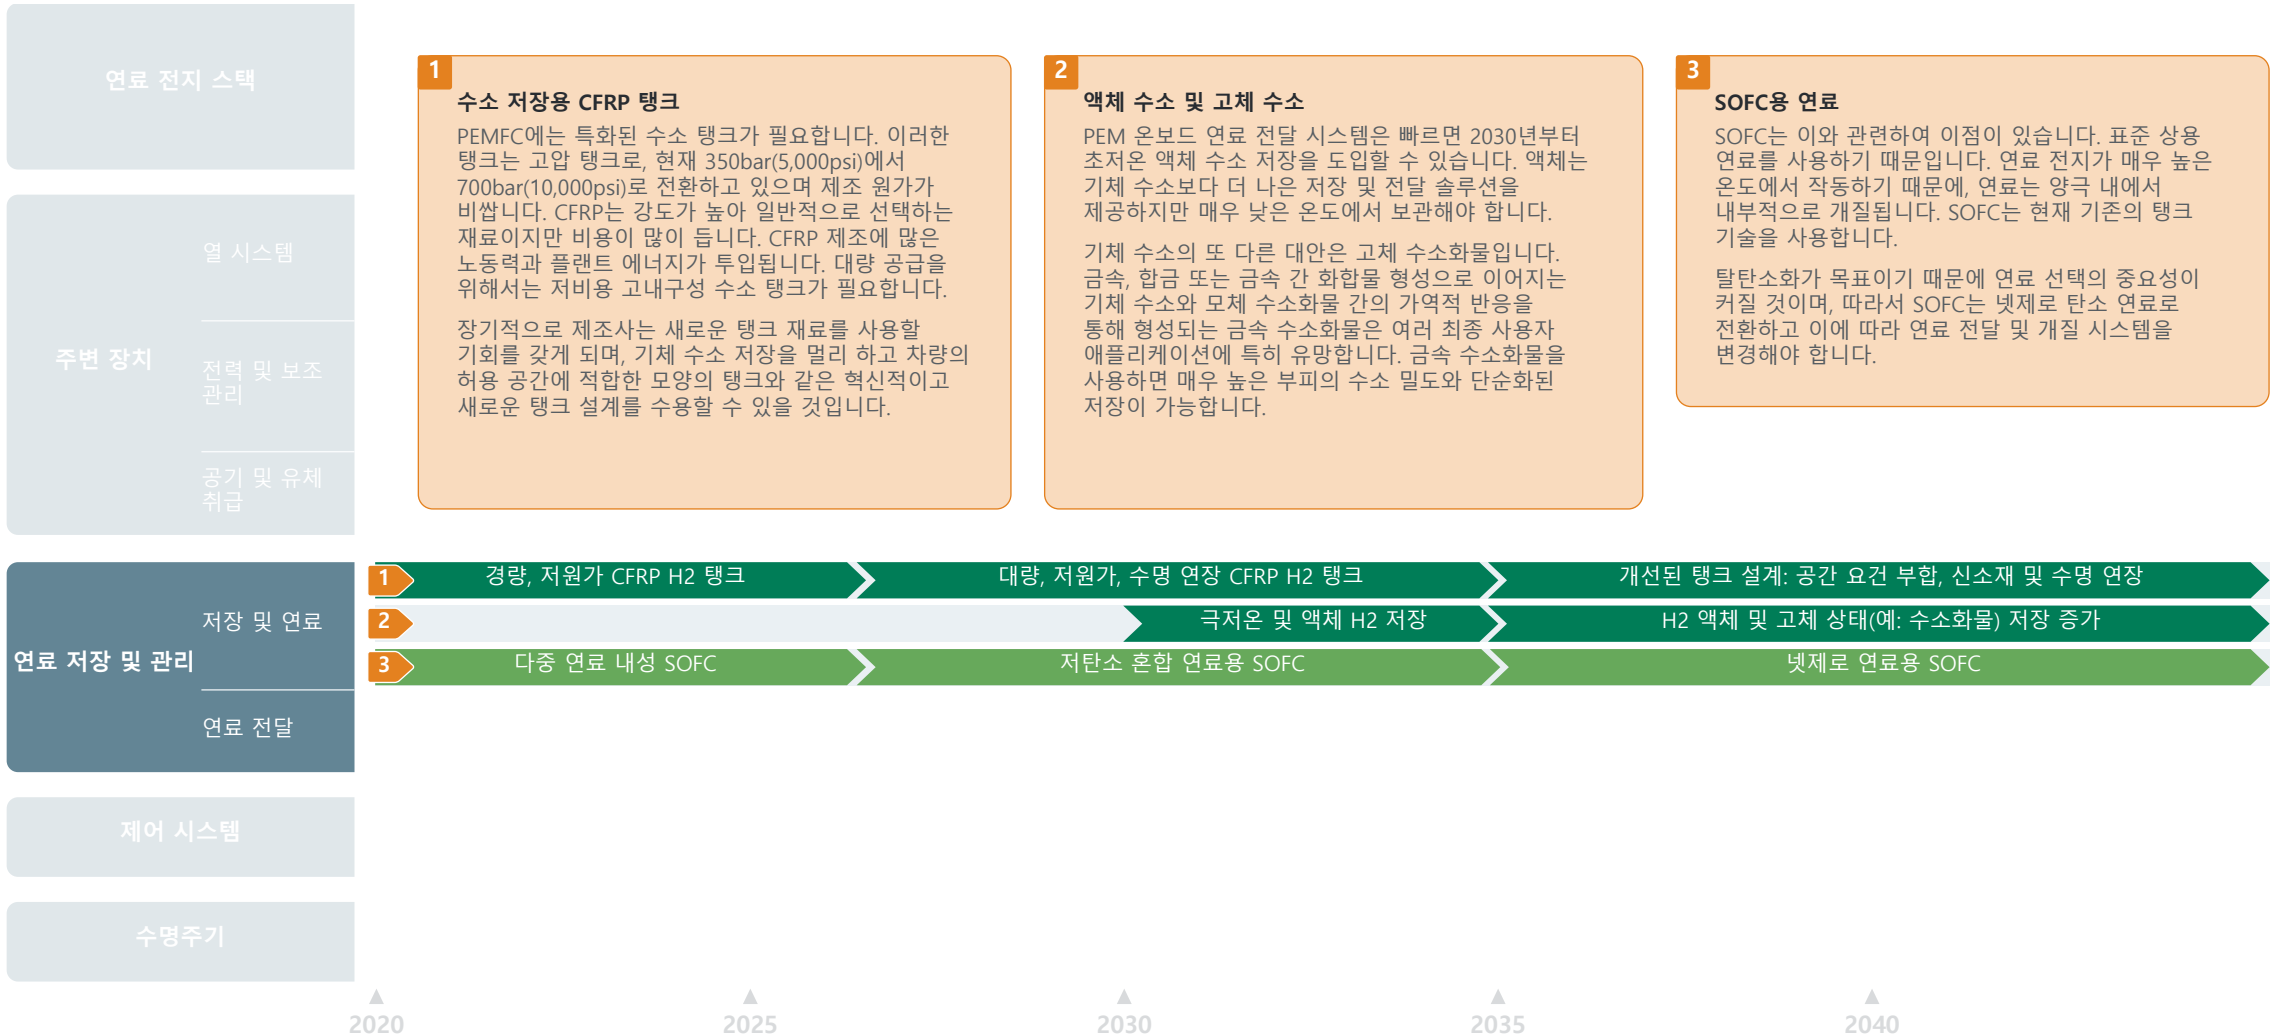 연료 전지 스택
주변 장치
열 시스템
전력 및 보조
관리
공기 및 유체
취급
1
수소 저장용 CFRP 탱크
PEMFC에는 특화된 수소 탱크가 필요합니다. 이러한
탱크는 고압 탱크로, 현재 350bar(5,000psi)에서
700bar(10,000psi)로 전환하고 있으며 제조 원가가
비쌉니다. CFRP는 강도가 높아 일반적으로 선택하는
재료이지만 비용이 많이 듭니다. CFRP 제조에 많은
노동력과 플랜트 에너지가 투입됩니다. 대량 공급을
위해서는 저비용 고내구성 수소 탱크가 필요합니다.
장기적으로 제조사는 새로운 탱크 재료를 사용할
기회를 갖게 되며, 기체 수소 저장을 멀리 하고 차량의
허용 공간에 적합한 모양의 탱크와 같은 혁신적이고
새로운 탱크 설계를 수용할 수 있을 것입니다.
2
액체 수소 및 고체 수소
PEM 온보드 연료 전달 시스템은 빠르면 2030년부터
초저온 액체 수소 저장을 도입할 수 있습니다. 액체는
기체 수소보다 더 나은 저장 및 전달 솔루션을
제공하지만 매우 낮은 온도에서 보관해야 합니다.
기체 수소의 또 다른 대안은 고체 수소화물입니다.
금속, 합금 또는 금속 간 화합물 형성으로 이어지는
기체 수소와 모체 수소화물 간의 가역적 반응을
통해 형성되는 금속 수소화물은 여러 최종 사용자
애플리케이션에 특히 유망합니다. 금속 수소화물을
사용하면 매우 높은 부피의 수소 밀도와 단순화된
저장이 가능합니다.
3
SOFC용 연료
SOFC는 이와 관련하여 이점이 있습니다. 표준 상용
연료를 사용하기 때문입니다. 연료 전지가 매우 높은
온도에서 작동하기 때문에, 연료는 양극 내에서
내부적으로 개질됩니다. SOFC는 현재 기존의 탱크
기술을 사용합니다.
탈탄소화가 목표이기 때문에 연료 선택의 중요성이
커질 것이며, 따라서 SOFC는 넷제로 탄소 연료로
전환하고 이에 따라 연료 전달 및 개질 시스템을
변경해야 합니다.
연료 저장 및 관리
저장 및 연료
연료 전달
1 경량, 저원가 CFRP H2 탱크 대량, 저원가, 수명 연장 CFRP H2 탱크 개선된 탱크 설계: 공간 요건 부합, 신소재 및 수명 연장
2 극저온 및 액체 H2 저장 H2 액체 및 고체 상태(예: 수소화물) 저장 증가
3 다중 연료 내성 SOFC 저탄소 혼합 연료용 SOFC 넷제로 연료용 SOFC
제어 시스템
수명주기
2020 2025 2030 2035 2040